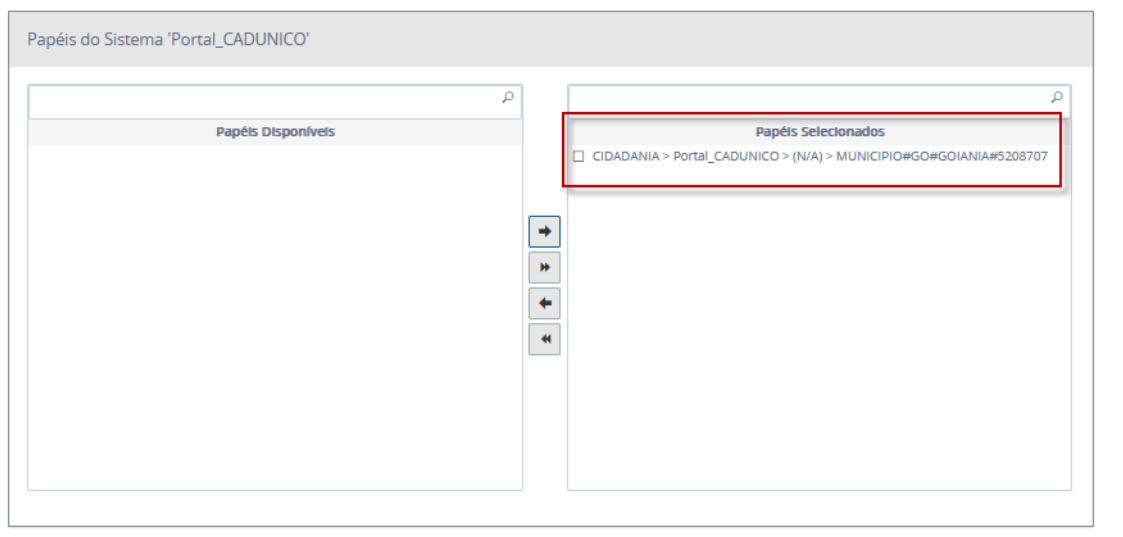 Papéis do Sistema 'Portal_CADUNICO'
Papéis Disponíveis
Papéis Selecionados
CIDADANIA > Portal_CADUNICO > (N/A) > MUNICIPIO#GO#GOIANIA#5208707